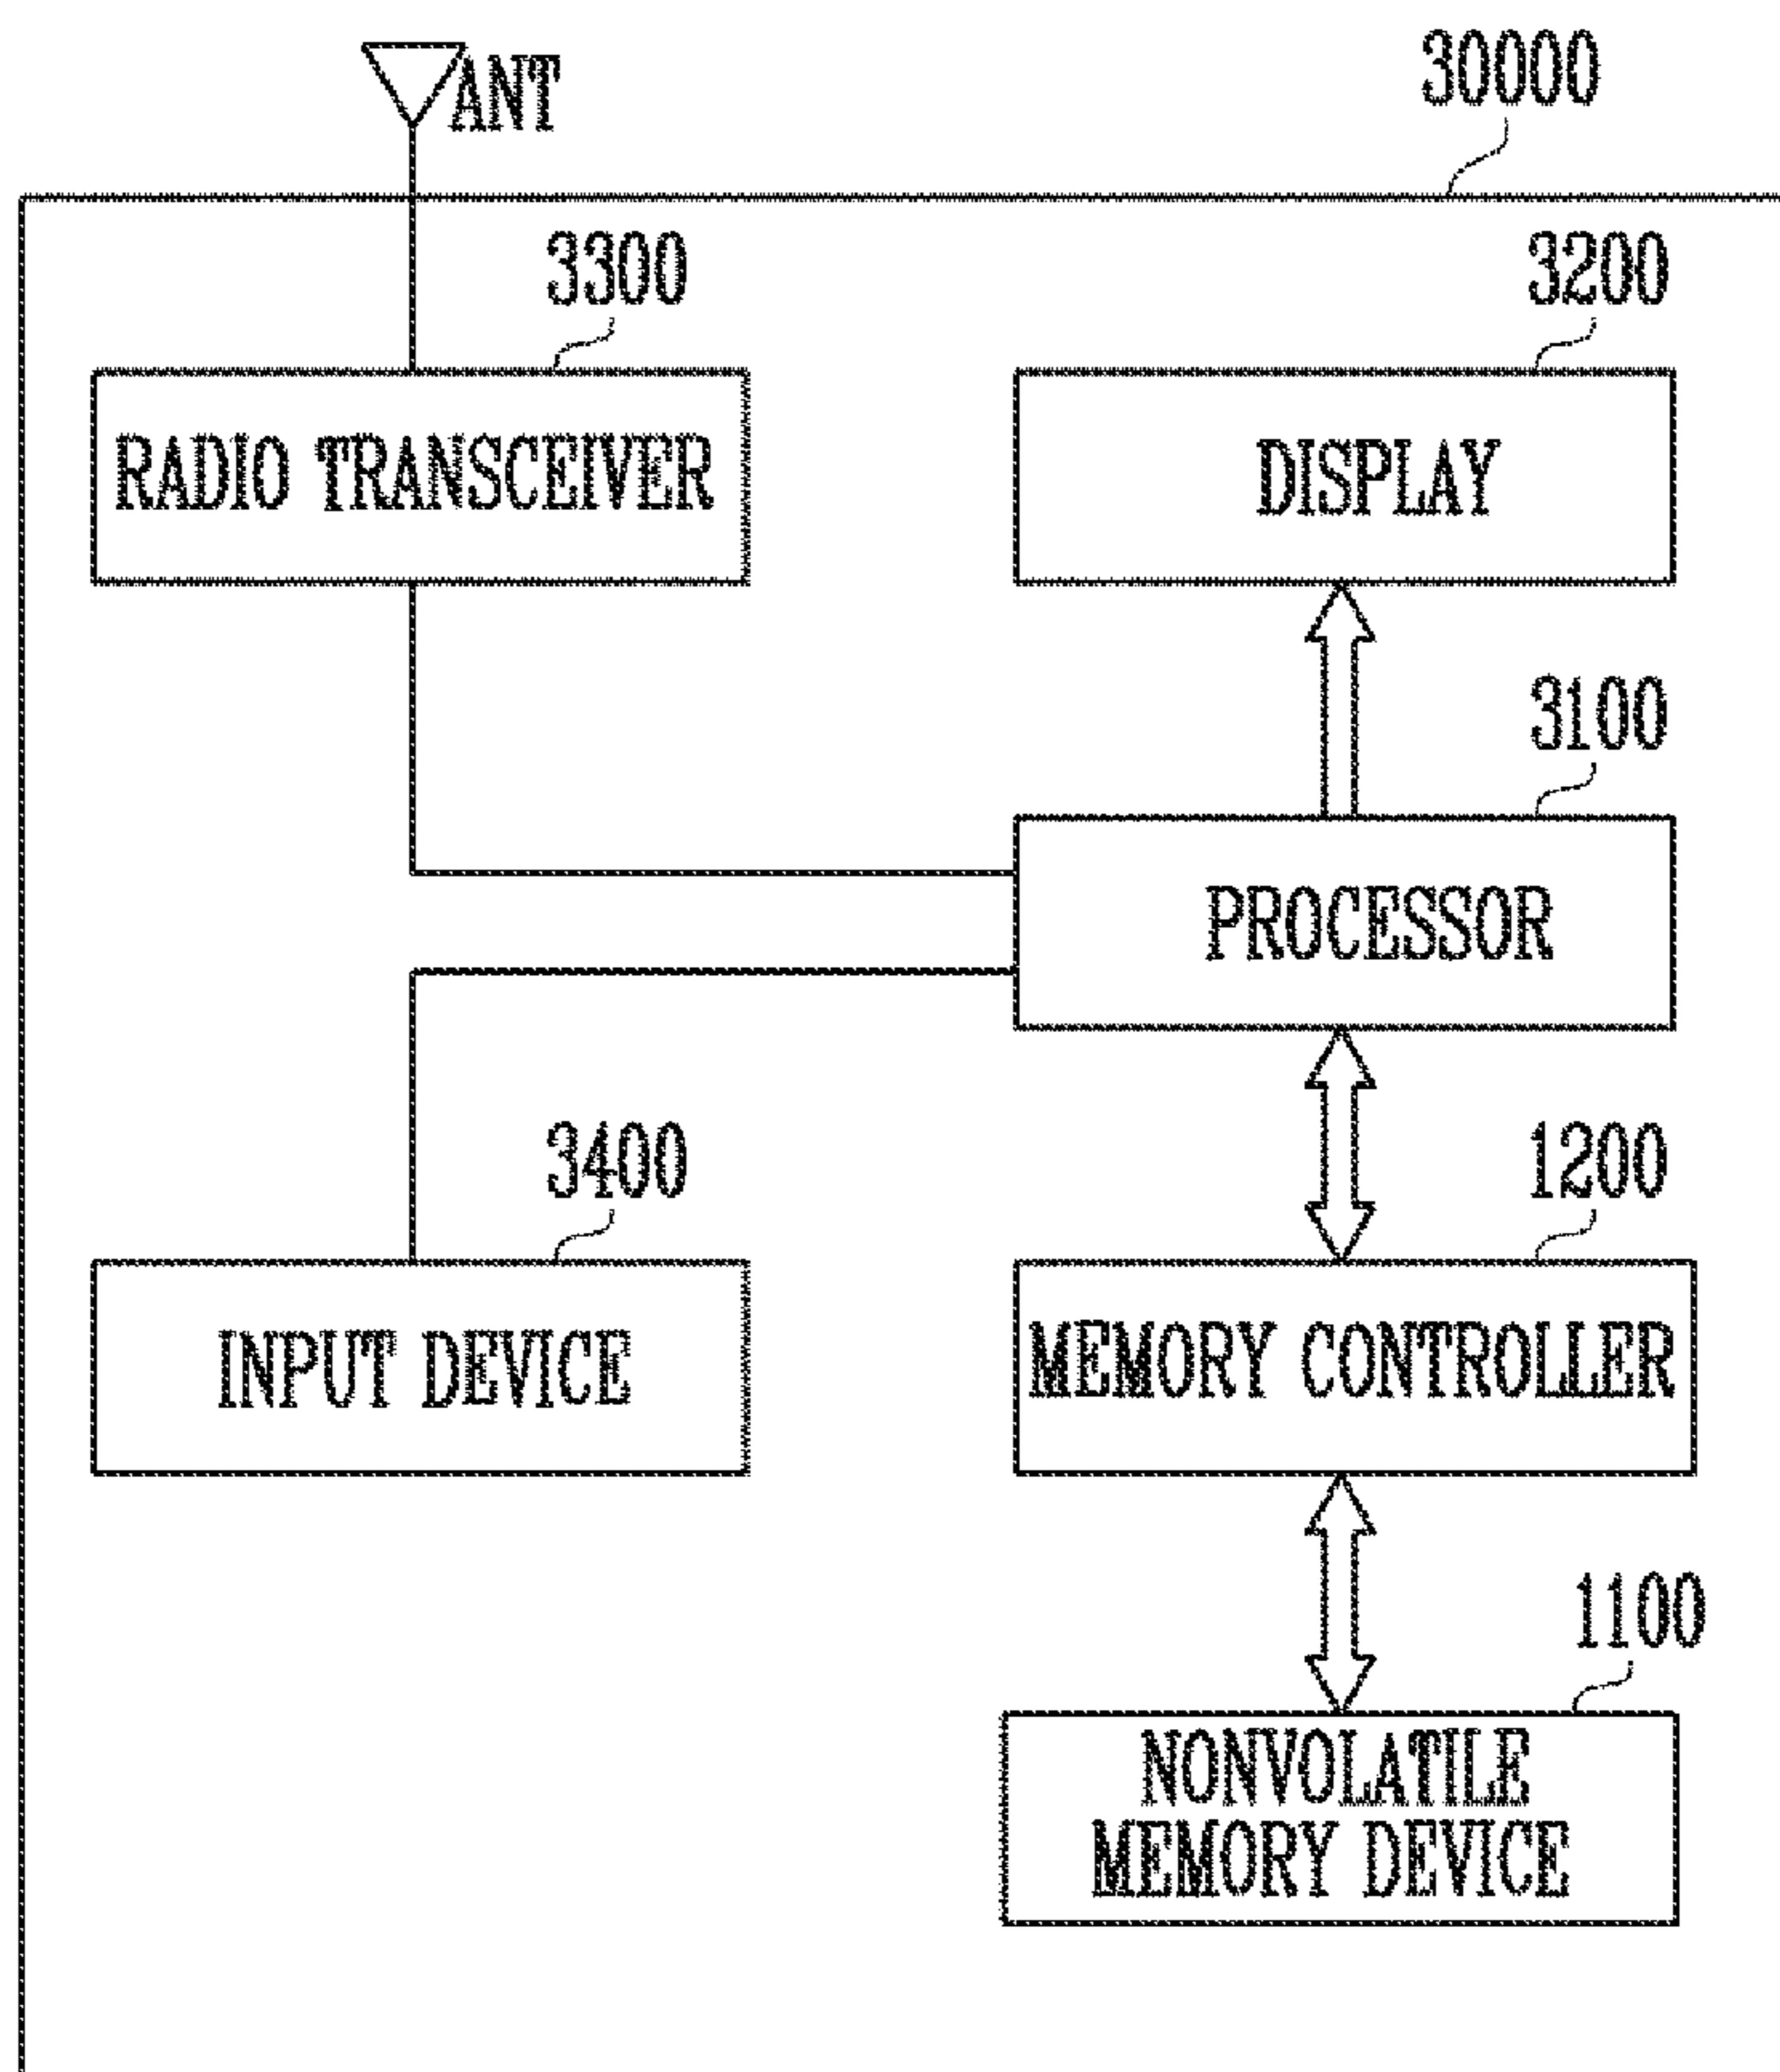 ANT
30000
3300
3200
RADIO TRANSCEIVER
DISPLAY
3100
PROCESSOR
3400
1200
INPUT DEVICE
MEMORY CONTROLLER
1100
NONVOLATILE
MEMORY DEVICE